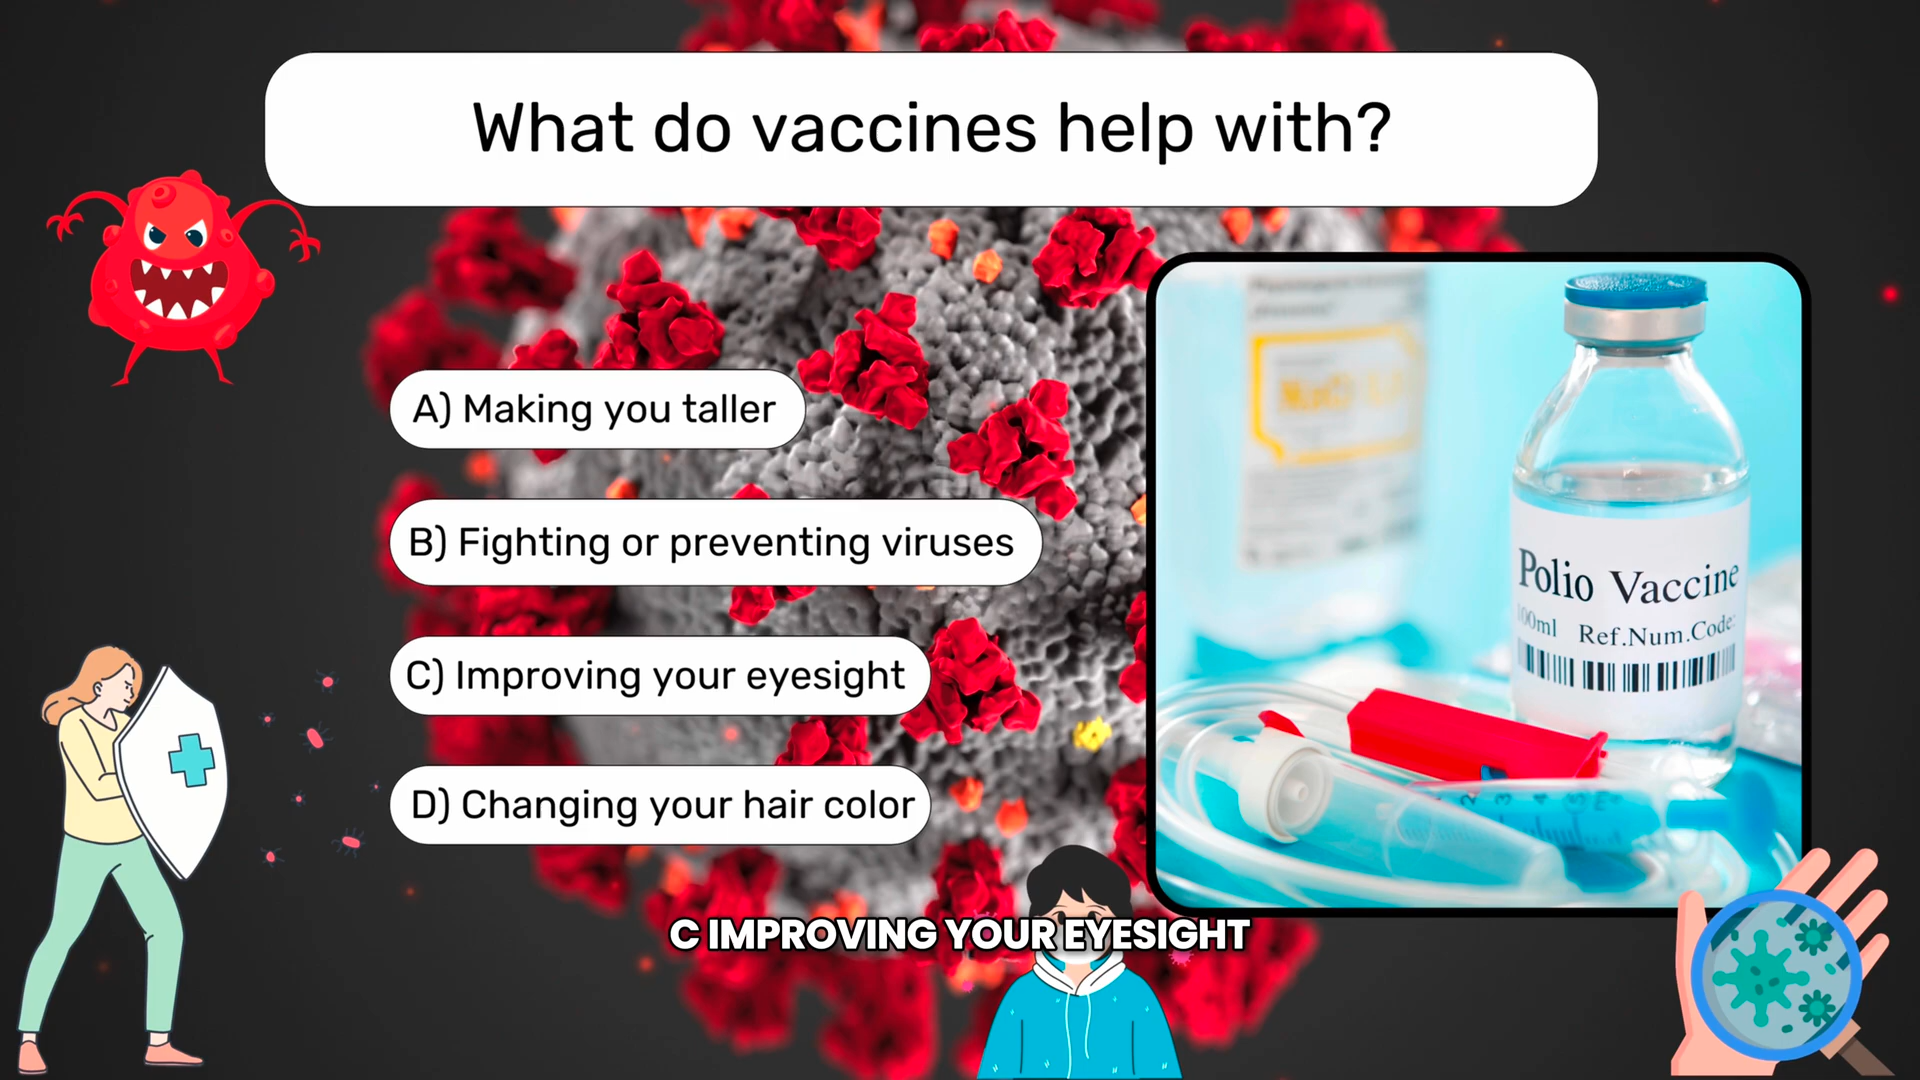 What do vaccines help with?
A) Making you taller
B) Fighting or preventing viruses
C) Improving your eyesight
D) Changing your hair color
Polio Vaccine
100ml Ref.Num.Code:
C IMPROVING YOUR EYESIGHT